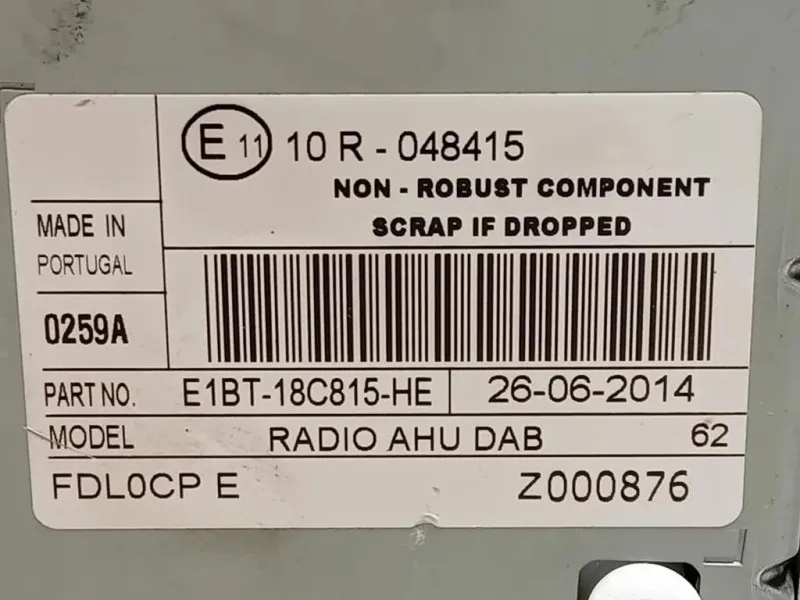 E 11 10 R - 048415
NON - ROBUST COMPONENT
SCRAP IF DROPPED
MADE IN
PORTUGAL
0259A
PART NO. E1BT-18C815-HE 26-06-2014
MODEL RADIO AHU DAB 62
FDL0CP E Z000876